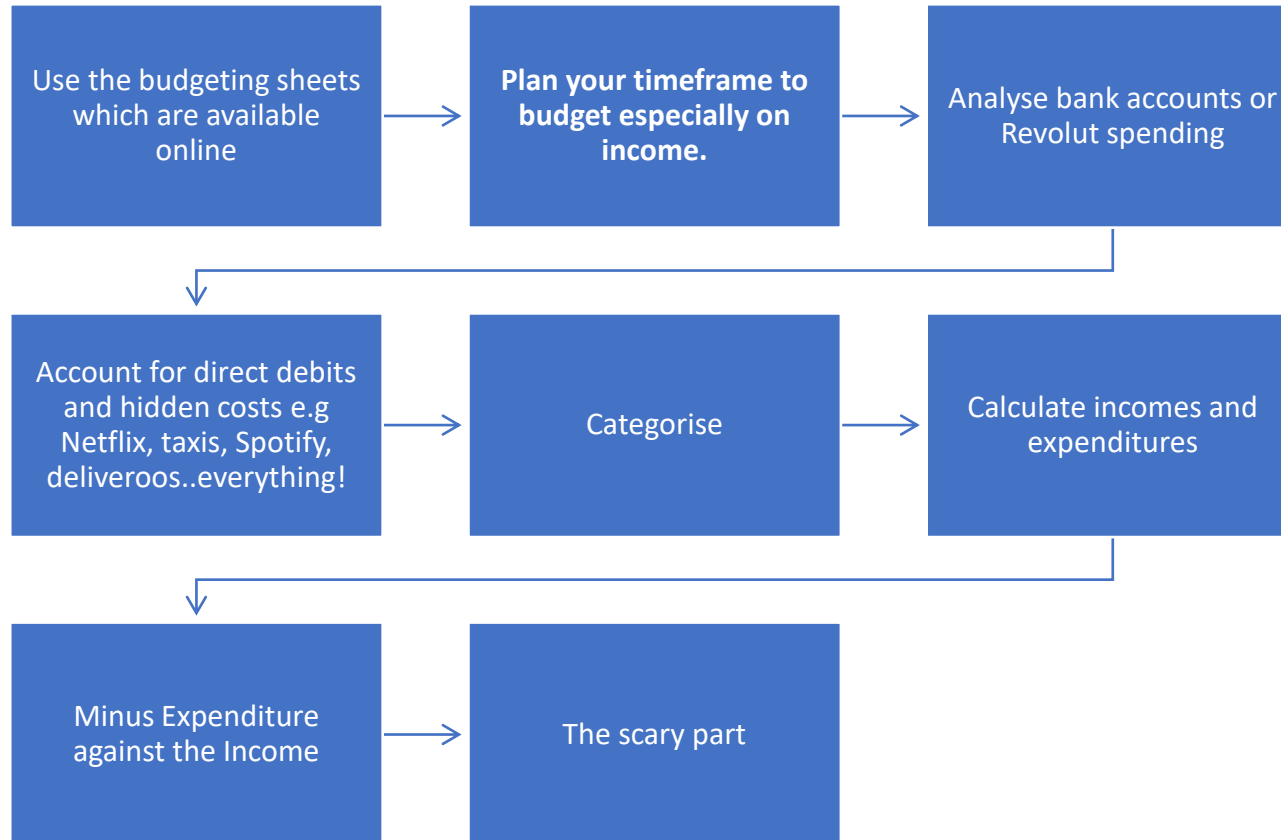 Use the budgeting sheets
which are available
online
Plan your timeframe to
budget especially on
income.
Analyse bank accounts or
Revolut spending
Account for direct debits
and hidden costs e.g
Netflix, taxis, Spotify,
deliveroos..everything!
Categorise
Calculate incomes and
expenditures
Minus Expenditure
against the Income
The scary part